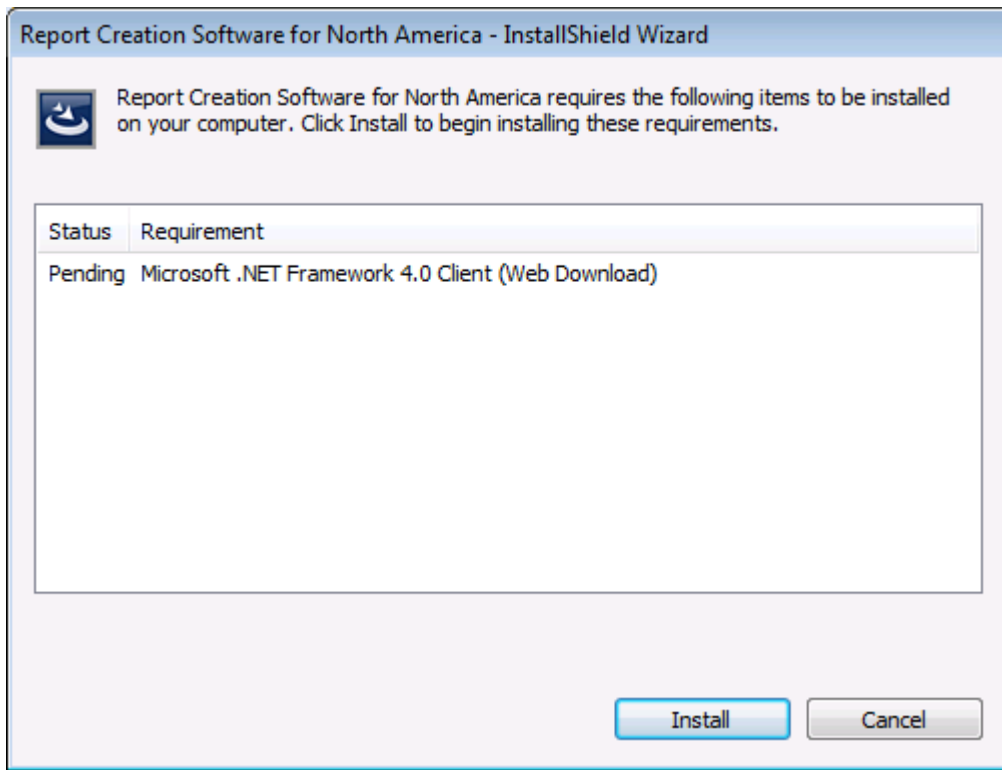 Report Creation Software for North America - InstallShield Wizard
Report Creation Software for North America requires the following items to be installed
on your computer. Click Install to begin installing these requirements.
Status Requirement
Pending Microsoft .NET Framework 4.0 Client (Web Download)
Install Cancel